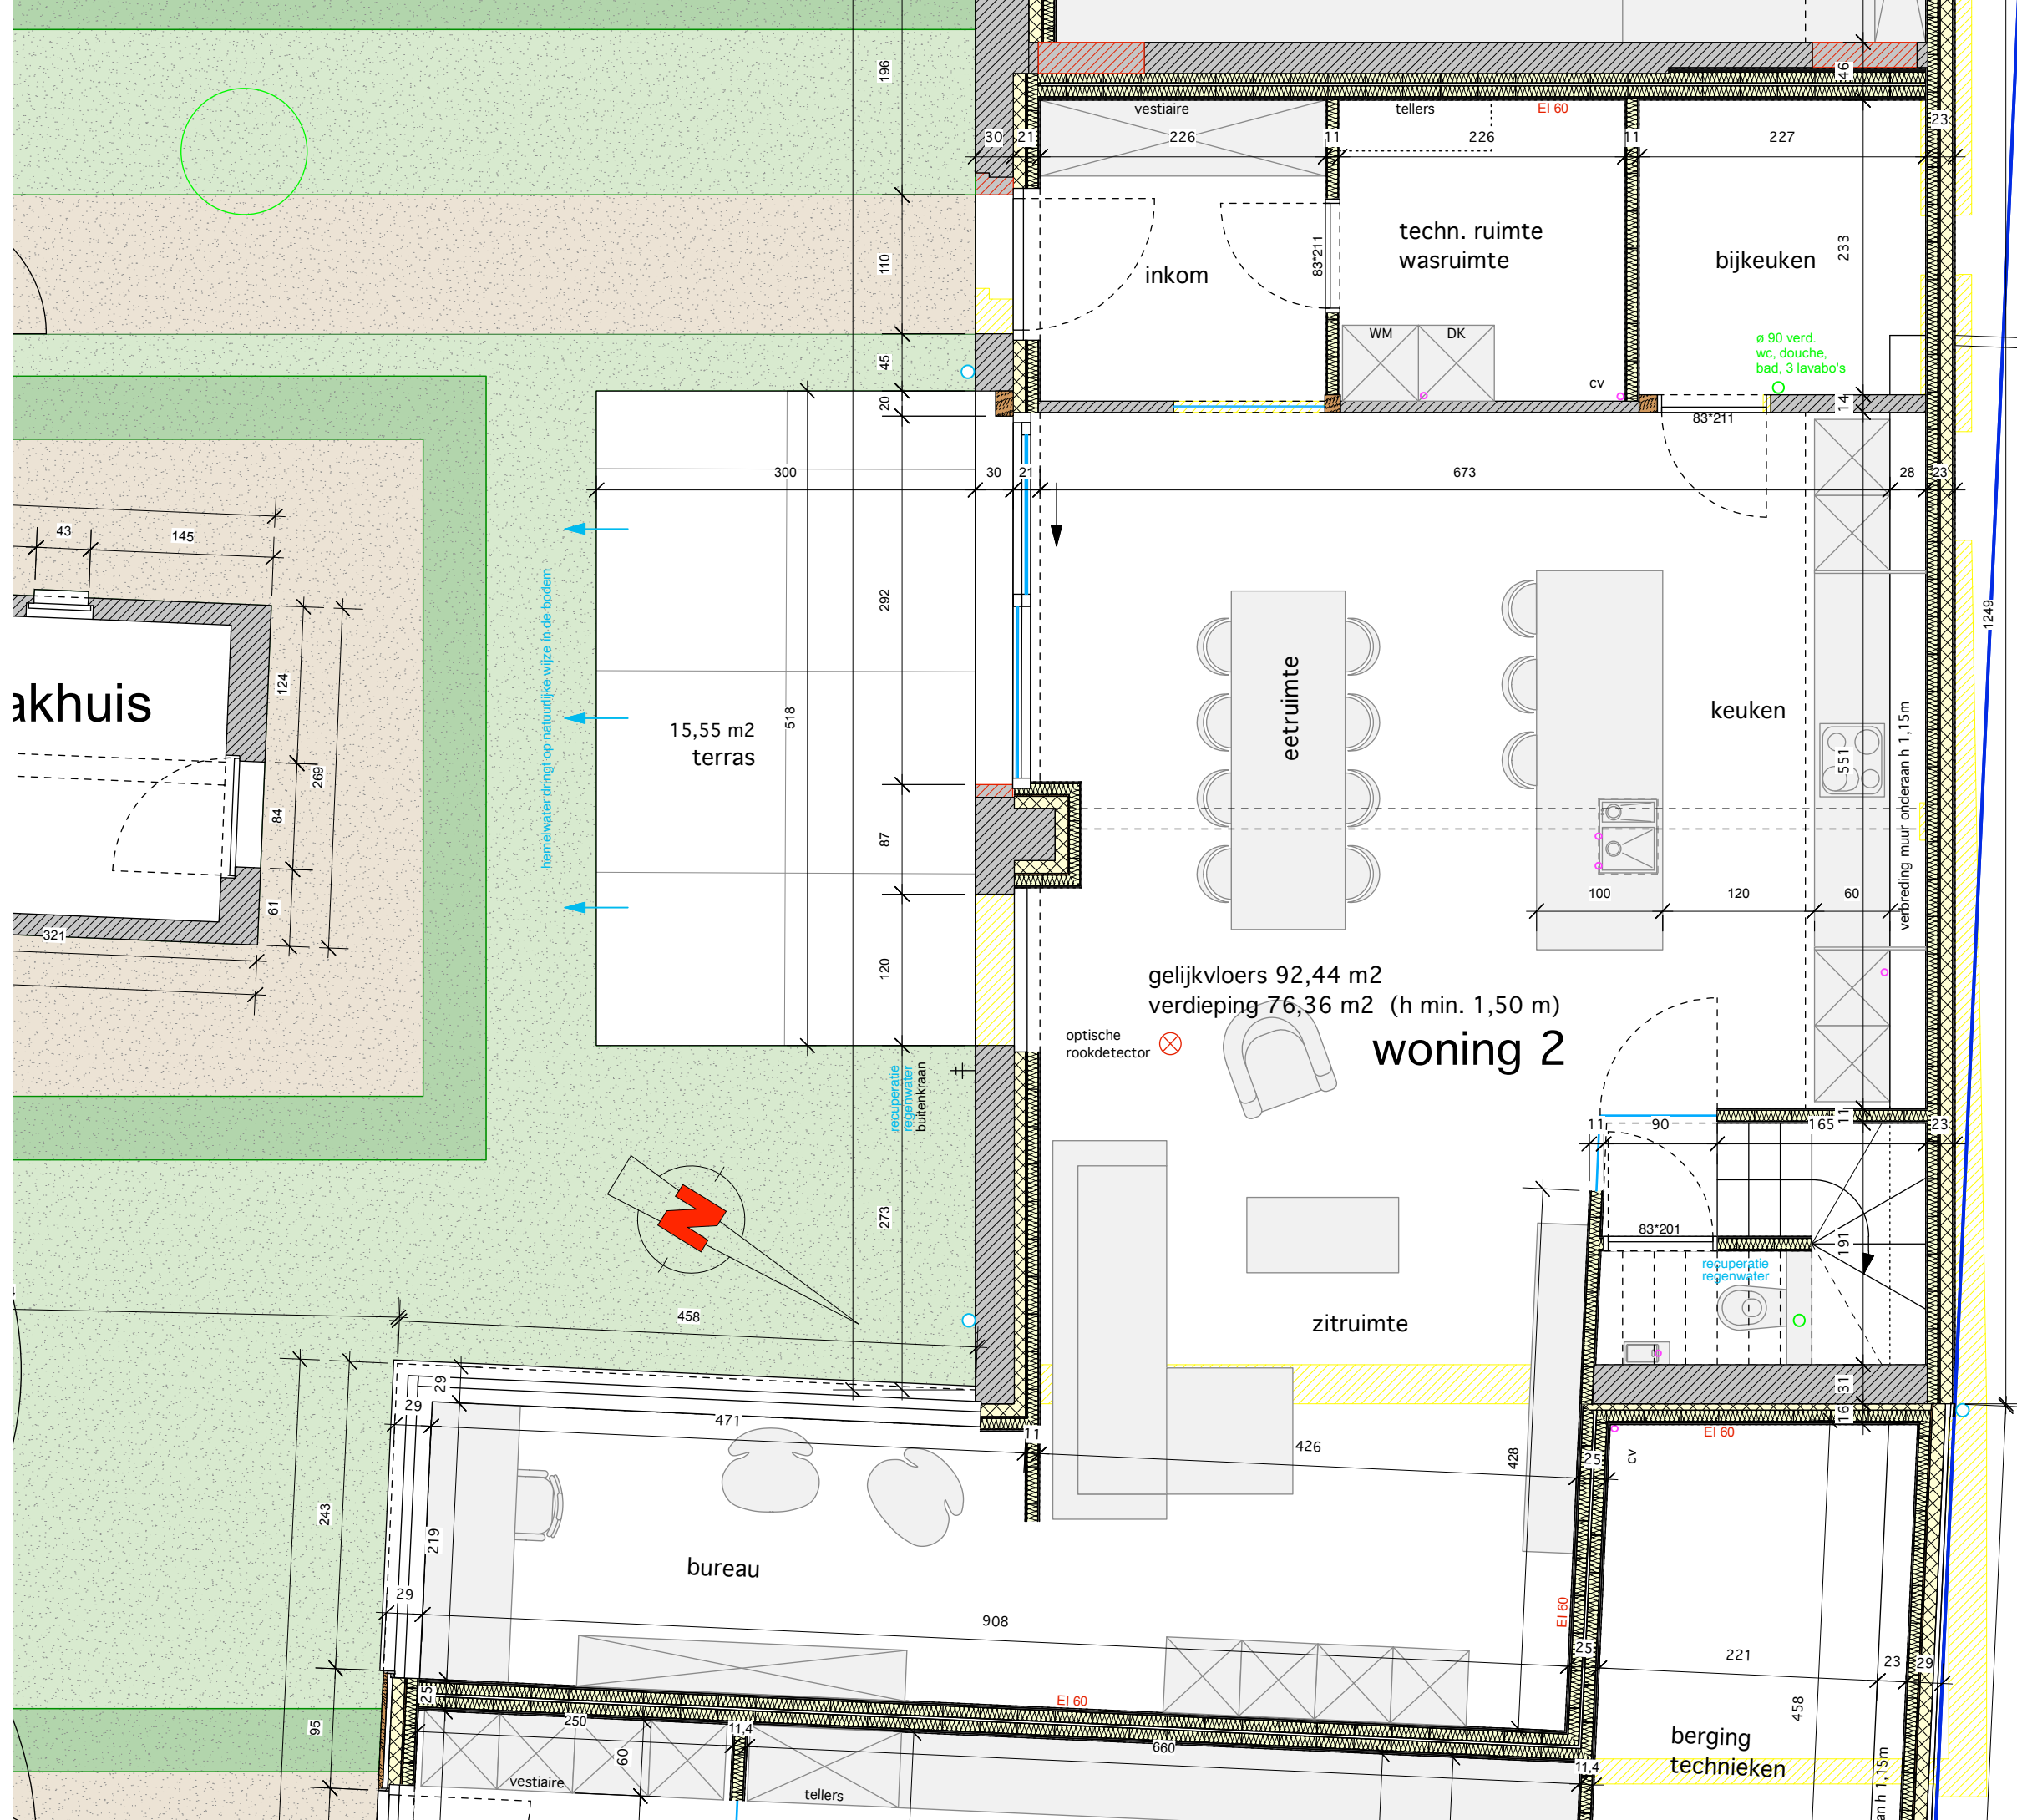 196
46
vestiaire
tellers
EI 60
30
21
226
11
226
11
227
23
110
inkom
83*211
techn. ruimte
wasruimte
bijkeuken
233
WM
DK
cv
ø 90 verd.
wc, douche,
bad, 3 lavabo's
45
20
14
83*211
300
30
21
673
28
23
43
145
124
269
84
61
321
akhuis
hemelwater dringt op natuurlijke wijze in de bodem
15,55 m2
terras
518
292
87
120
eetruimte
keuken
551
verbreding muur onderaan h 1,15m
1249
100
120
60
gelijkvloers 92,44 m2
verdieping 76,36 m2 (h min. 1,50 m)
woning 2
optische
rookdetector
recuperatie
regenwater
buitenkraan
273
N
11
90
165
11
23
83*201
191
recuperatie
regenwater
zitruimte
458
29
29
471
11
426
428
25
cv
EI 60
31
16
243
219
29
bureau
908
EI 60
25
221
23
29
458
95
25
250
11,4
EI 60
660
11,4
60
vestiaire
tellers
berging
technieken
an h 1,15m